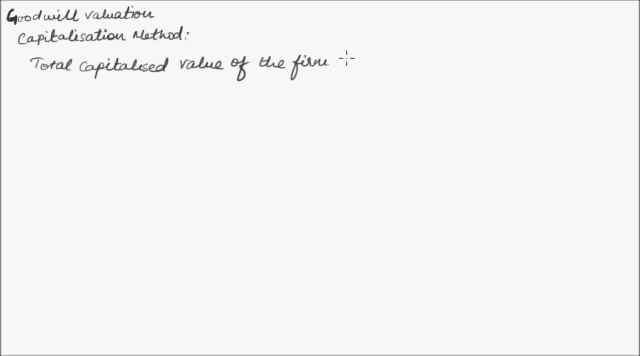 Goodwill valuation
Capitalisation Method:
Total capitalised value of the firm